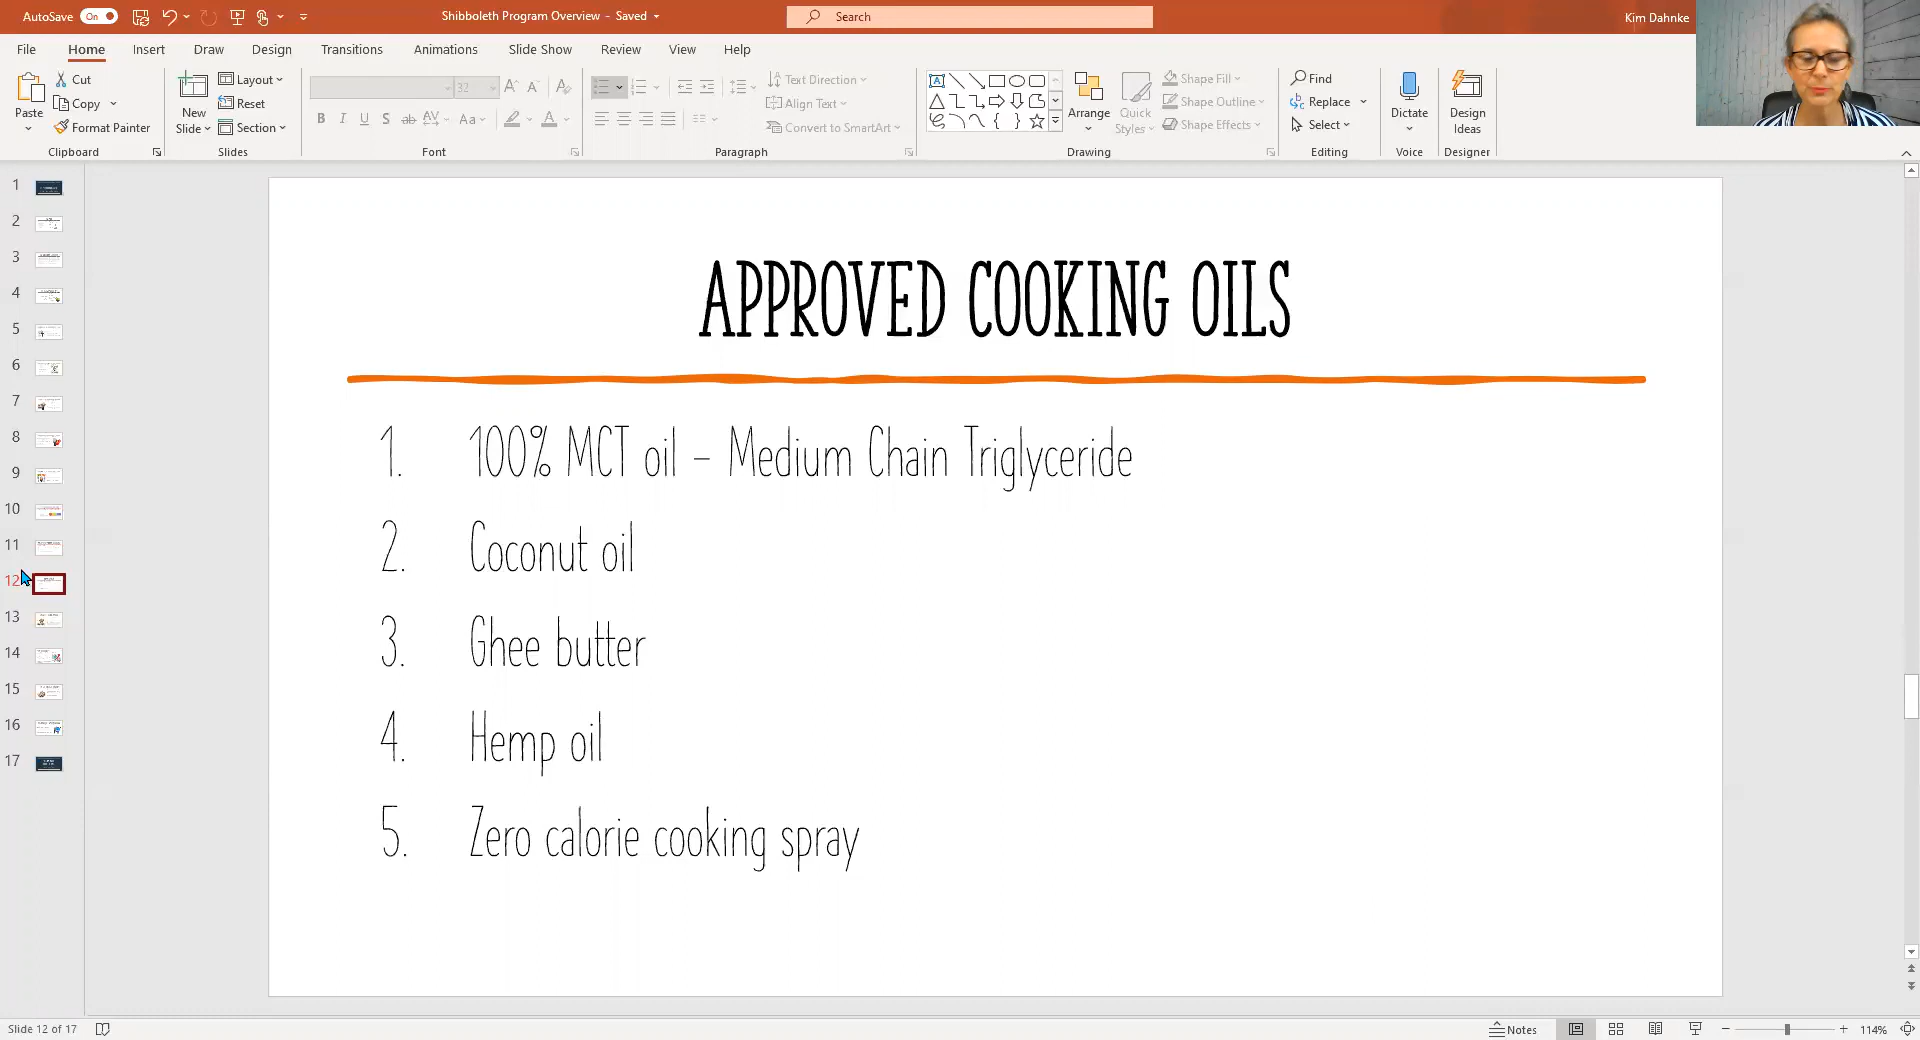 AutoSave On Shibboleth Program Overview – Saved Search Kim Dahnke
File Home Insert Draw Design Transitions Animations Slide Show Review View Help
Paste Cut Copy Format Painter
New Slide Layout Reset Section
32
B I U S ab AV Aa A
Text Direction Align Text Convert to SmartArt
Arrange Quick Styles Shape Fill Shape Outline Shape Effects
Find Replace Select
Dictate Design Ideas
Clipboard Slides Font Paragraph Drawing Editing Voice Designer
1
2
3
4
5
6
7
8
9
10
11
12
13
14
15
16
17
APPROVED COOKING OILS
1. 100% MCT oil – Medium Chain Triglyceride
2. Coconut oil
3. Ghee butter
4. Hemp oil
5. Zero calorie cooking spray
Slide 12 of 17 Notes 114%